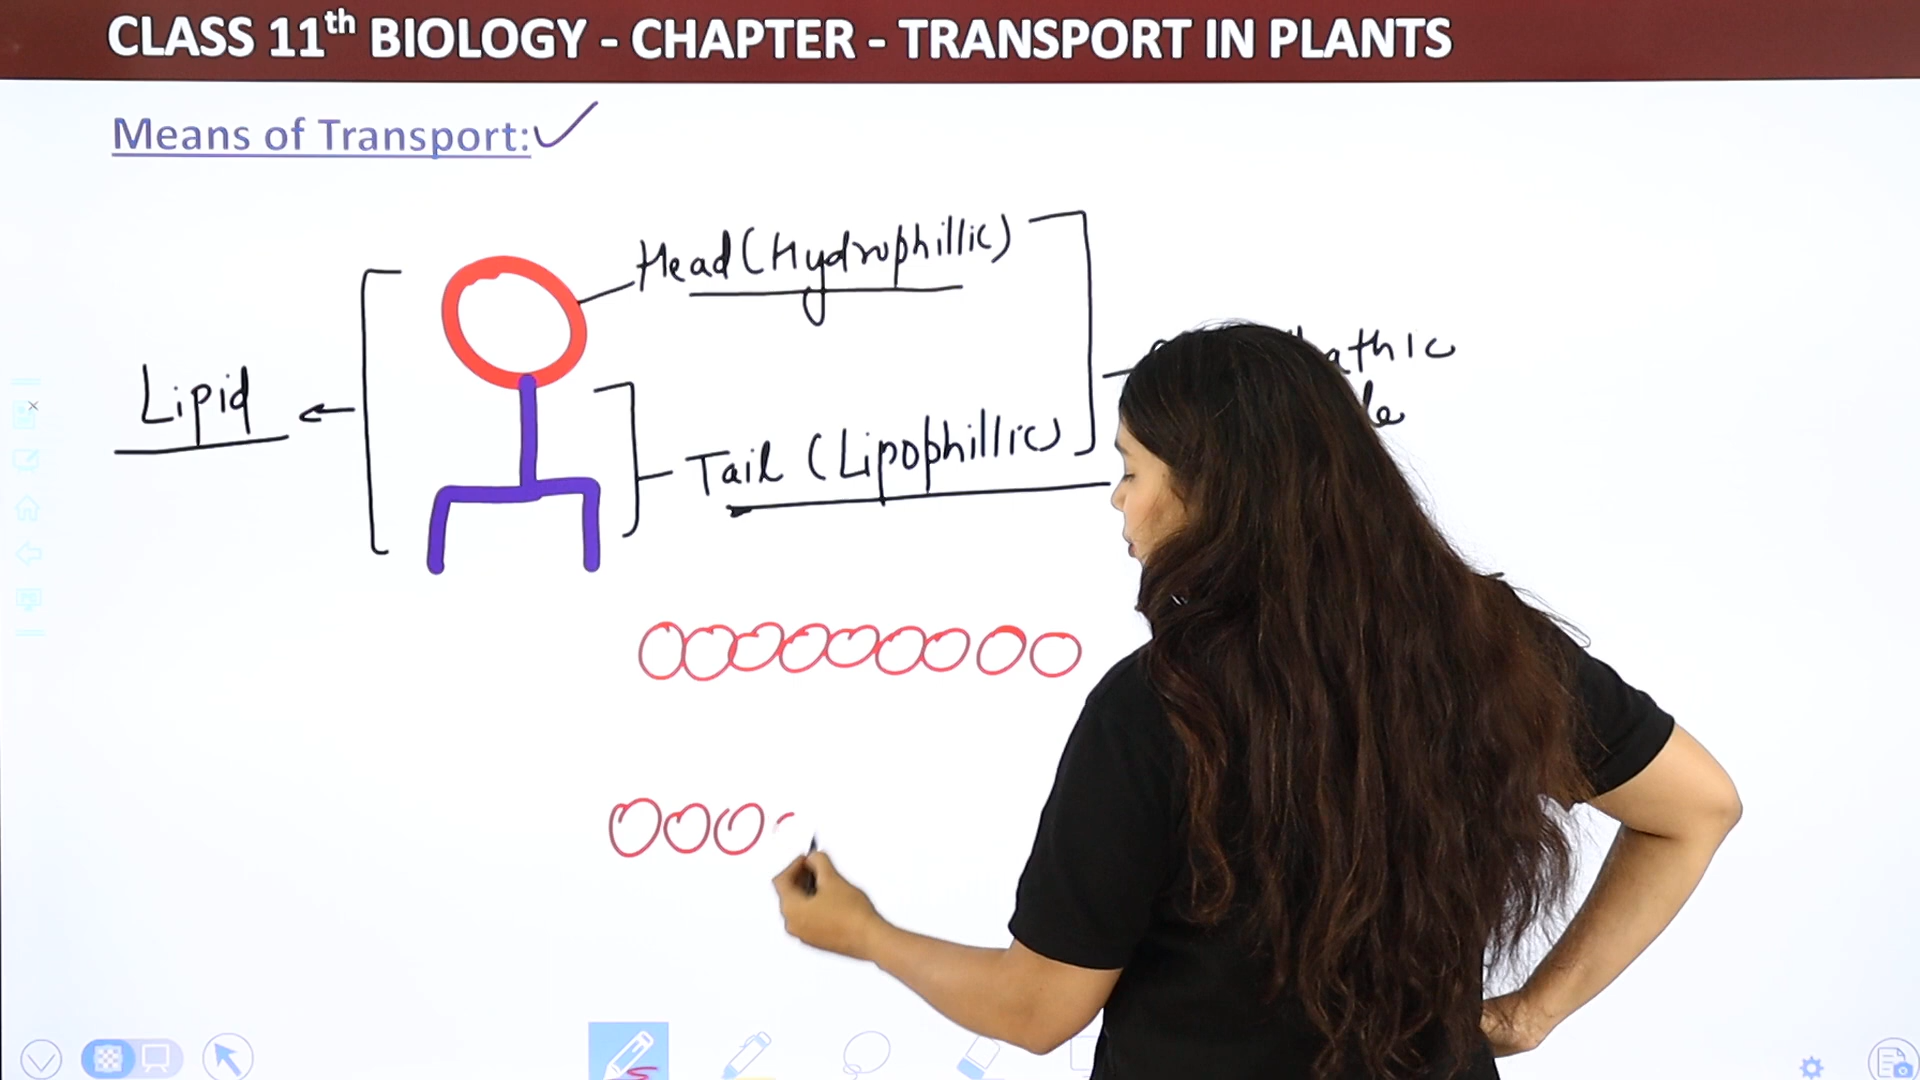 CLASS 11th BIOLOGY - CHAPTER - TRANSPORT IN PLANTS
Means of Transport:
Head (Hydrophillic)
Lipid
Tail (Lipophillic)